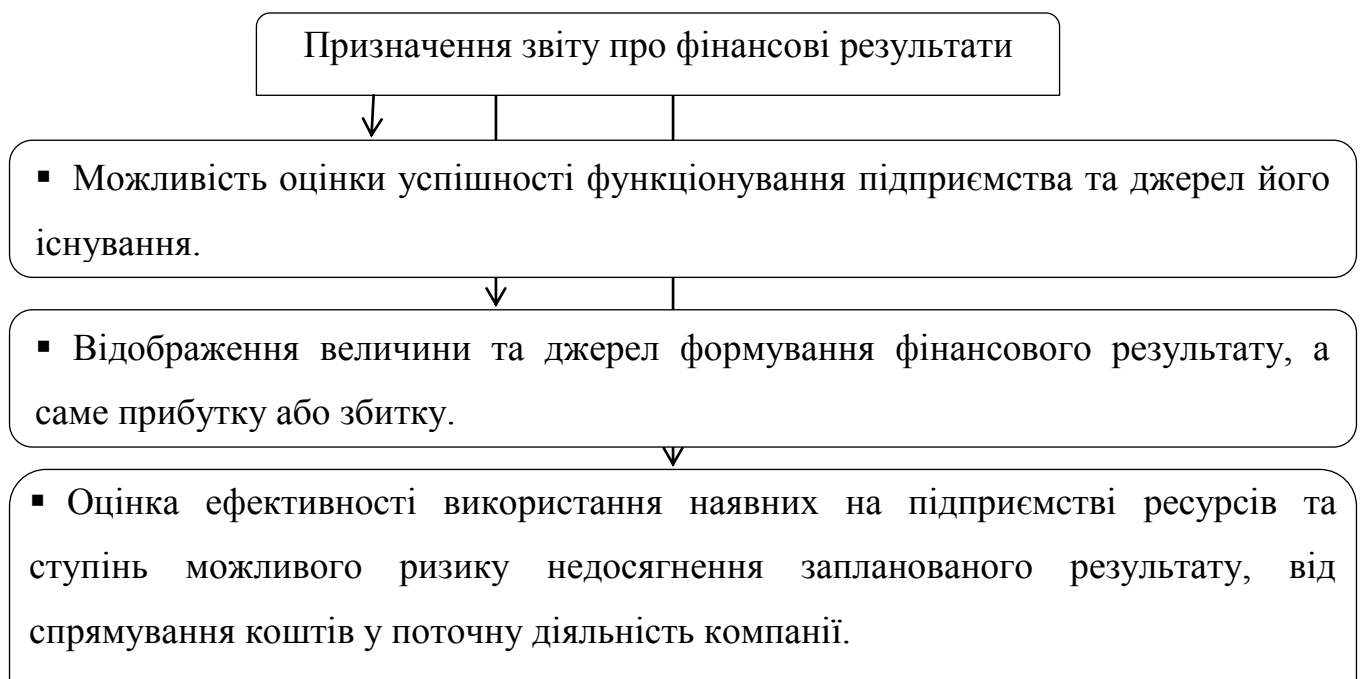 Призначення звіту про фінансові результати
▪ Можливість оцінки успішності функціонування підприємства та джерел його
існування.
▪ Відображення величини та джерел формування фінансового результату, а
саме прибутку або збитку.
▪ Оцінка ефективності використання наявних на підприємстві ресурсів та
ступінь можливого ризику недосягнення запланованого результату, від
спрямування коштів у поточну діяльність компанії.